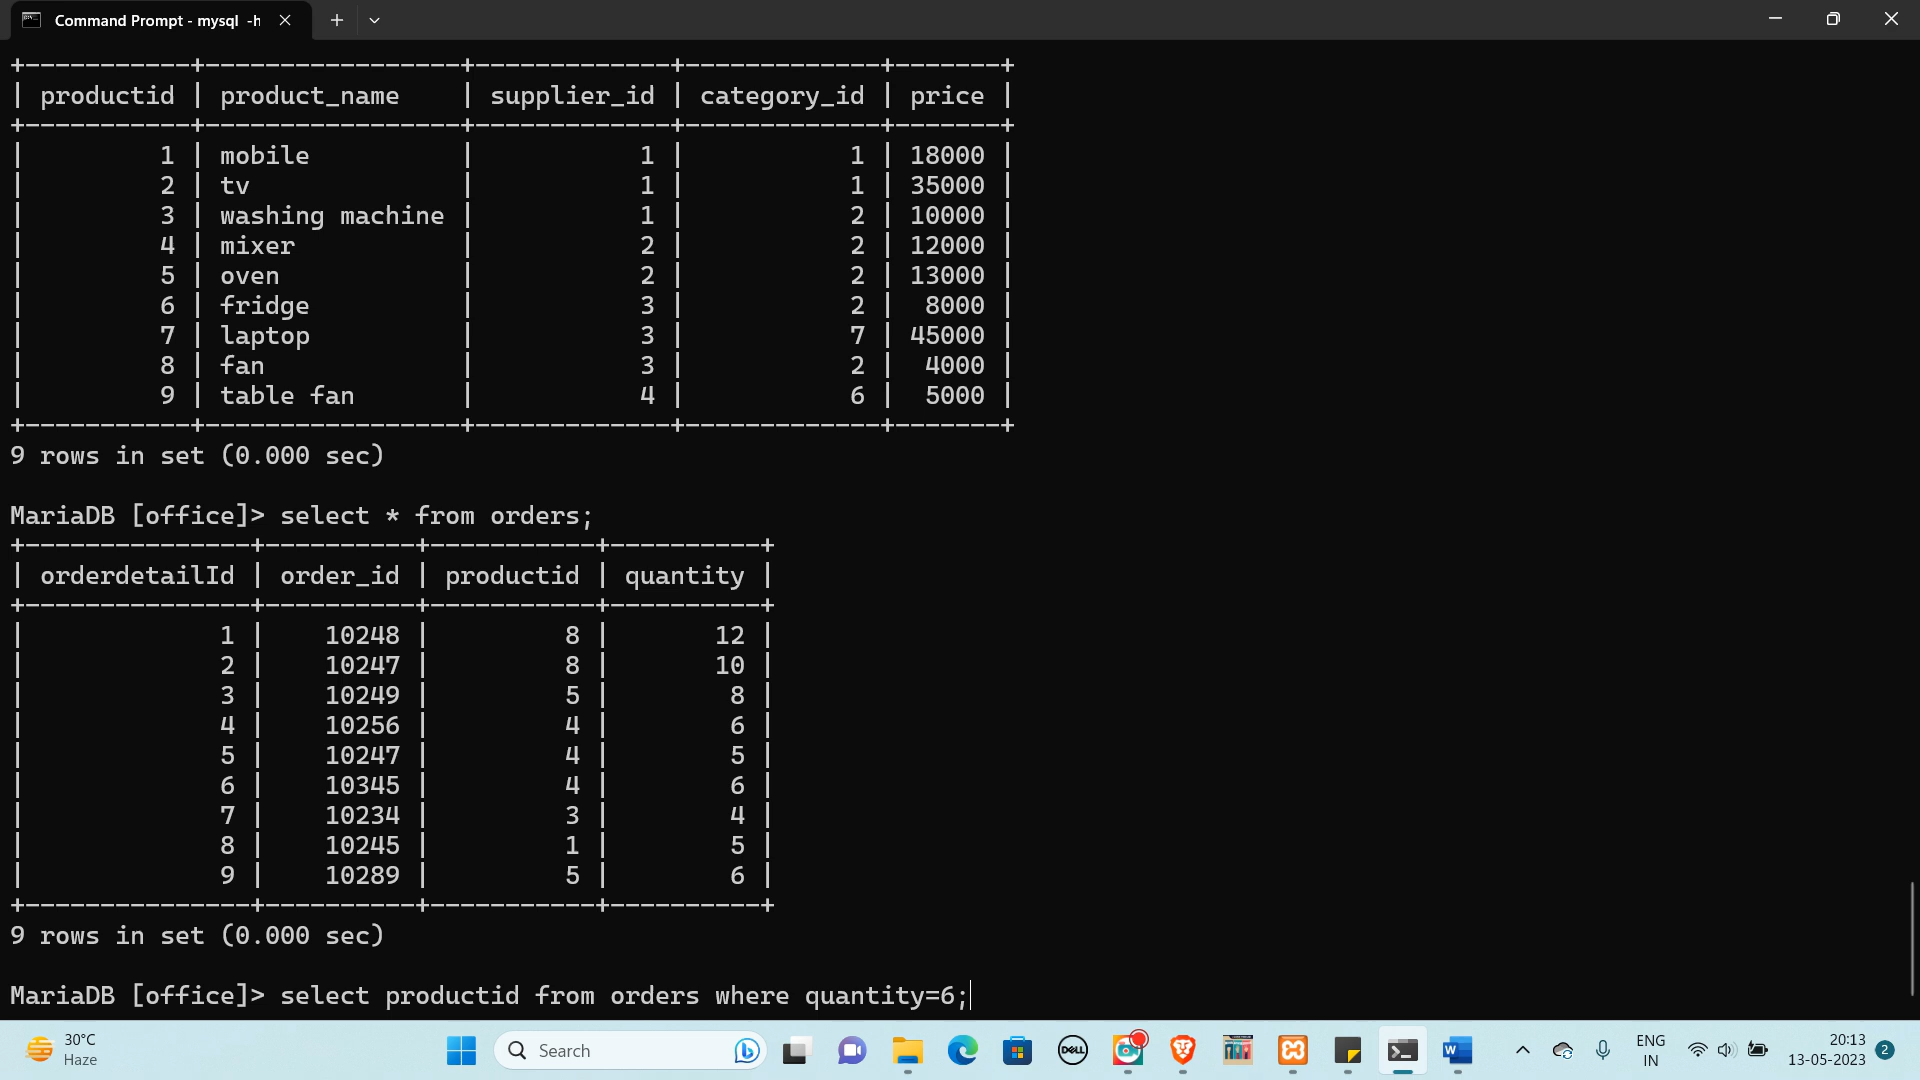 Command Prompt - mysql -h
+-----------+-----------------+-------------+-------------+-------+
| productid | product_name    | supplier_id | category_id | price |
+-----------+-----------------+-------------+-------------+-------+
|         1 | mobile          |           1 |           1 | 18000 |
|         2 | tv              |           1 |           1 | 35000 |
|         3 | washing machine |           1 |           2 | 10000 |
|         4 | mixer           |           2 |           2 | 12000 |
|         5 | oven            |           2 |           2 | 13000 |
|         6 | fridge          |           3 |           2 |  8000 |
|         7 | laptop          |           3 |           7 | 45000 |
|         8 | fan             |           3 |           2 |  4000 |
|         9 | table fan       |           4 |           6 |  5000 |
+-----------+-----------------+-------------+-------------+-------+
9 rows in set (0.000 sec)
MariaDB [office]> select * from orders;
+---------------+----------+-----------+----------+
| orderdetailId | order_id | productid | quantity |
+---------------+----------+-----------+----------+
|             1 |    10248 |         8 |       12 |
|             2 |    10247 |         8 |       10 |
|             3 |    10249 |         5 |        8 |
|             4 |    10256 |         4 |        6 |
|             5 |    10247 |         4 |        5 |
|             6 |    10345 |         4 |        6 |
|             7 |    10234 |         3 |        4 |
|             8 |    10245 |         1 |        5 |
|             9 |    10289 |         5 |        6 |
+---------------+----------+-----------+----------+
9 rows in set (0.000 sec)
MariaDB [office]> select productid from orders where quantity=6;
30°C
Haze
Search
DELL
W
ENG
IN
20:13
13-05-2023
2